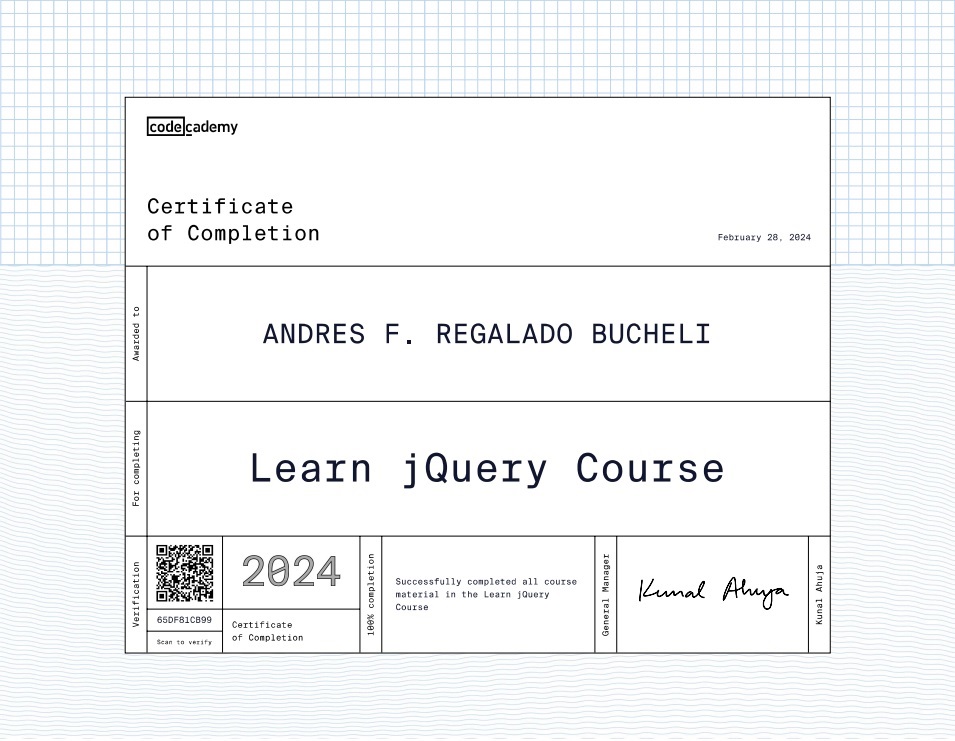 codecademy
Certificate
of Completion
February 28, 2024
Awarded to
ANDRES F. REGALADO BUCHELI
For completing
Learn jQuery Course
Verification
65DF81CB99
Scan to verify
2024
Certificate
of Completion
100% completion
Successfully completed all course
material in the Learn jQuery
Course
General Manager
Kunal Ahuja
Kunal Ahuja